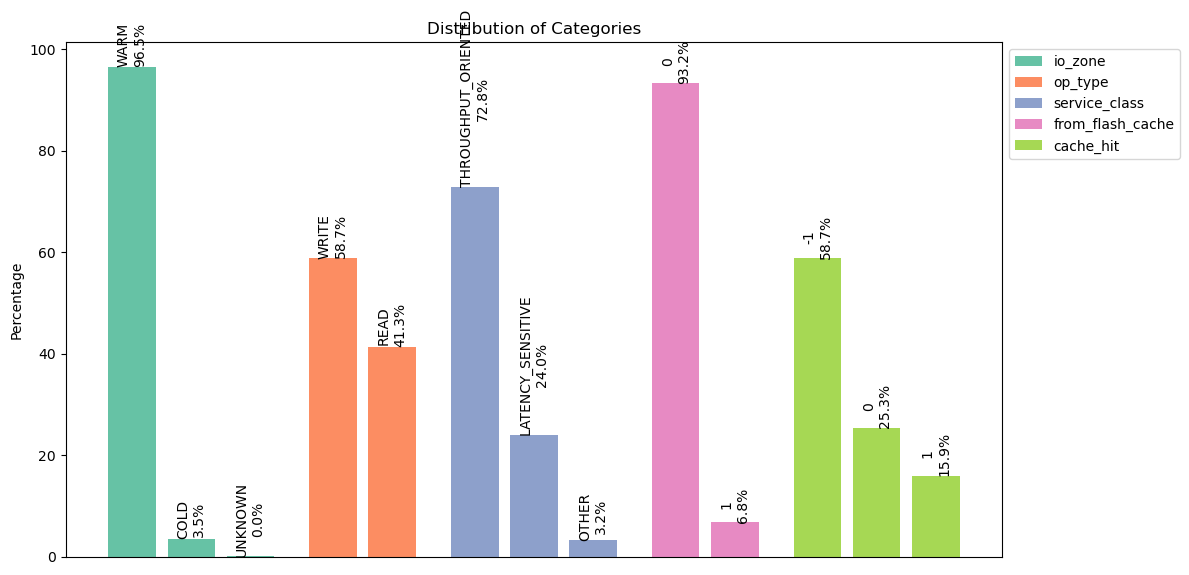 Distribution of Categories
Percentage
100
80
60
40
20
0
WARM
96.5%
COLD
3.5%
UNKNOWN
0.0%
WRITE
58.7%
READ
41.3%
THROUGHPUT_ORIENTED
72.8%
LATENCY_SENSITIVE
24.0%
OTHER
3.2%
0
93.2%
1
6.8%
-1
58.7%
0
25.3%
1
15.9%
io_zone
op_type
service_class
from_flash_cache
cache_hit